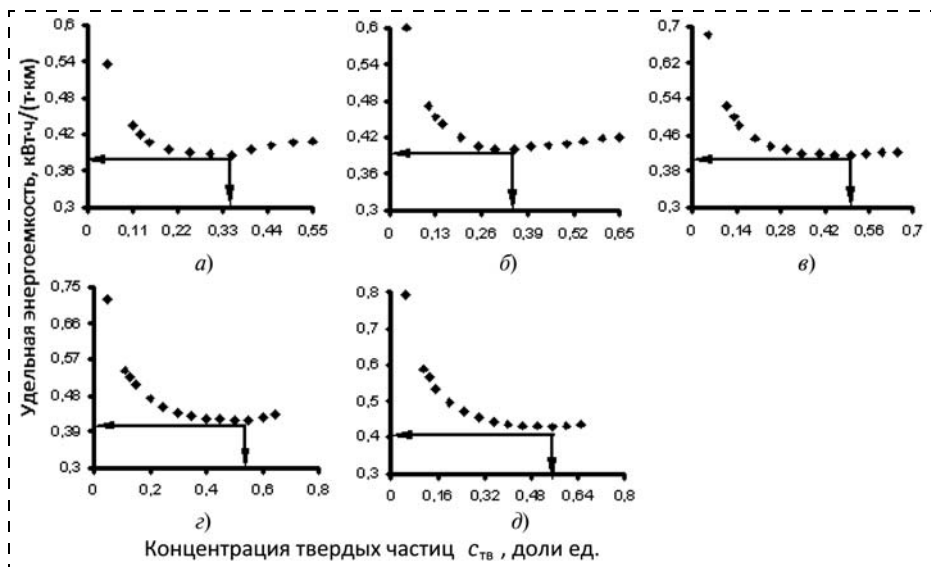 Удельная энергоемкость, кВт·ч/(т·км)
0,6
0,54
0,48
0,42
0,36
0,3
0 0,11 0,22 0,33 0,44 0,55
а)
0,6
0,54
0,48
0,42
0,36
0,3
0 0,13 0,26 0,39 0,52 0,65
б)
0,7
0,62
0,54
0,46
0,38
0,3
0 0,14 0,28 0,42 0,56 0,7
в)
0,75
0,66
0,57
0,48
0,39
0,3
0 0,2 0,4 0,6 0,8
г)
0,8
0,7
0,6
0,5
0,4
0,3
0 0,16 0,32 0,48 0,64 0,8
д)
Концентрация твердых частиц ств , доли ед.